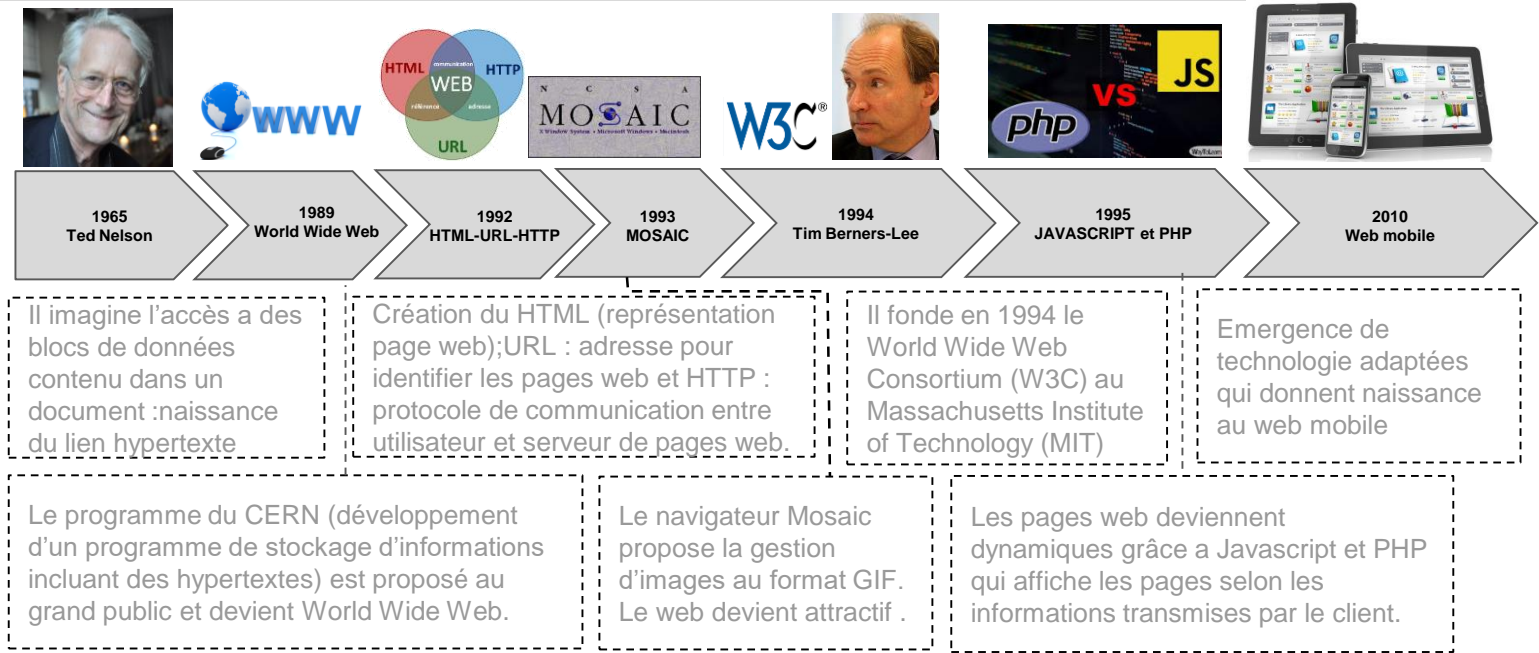 HTML
communication
HTTP
WEB
référence
adresse
URL
WWW
N C S A
MOSAIC
X Window System • Microsoft Windows • Macintosh
W3C®
php
VS
JS
1965
Ted Nelson
1989
World Wide Web
1992
HTML-URL-HTTP
1993
MOSAIC
1994
Tim Berners-Lee
1995
JAVASCRIPT et PHP
2010
Web mobile
Il imagine l’accès a des
blocs de données
contenu dans un
document :naissance
du lien hypertexte
Création du HTML (représentation
page web);URL : adresse pour
identifier les pages web et HTTP :
protocole de communication entre
utilisateur et serveur de pages web.
Il fonde en 1994 le
World Wide Web
Consortium (W3C) au
Massachusetts Institute
of Technology (MIT)
Emergence de
technologie adaptées
qui donnent naissance
au web mobile
Le programme du CERN (développement
d’un programme de stockage d’informations
incluant des hypertextes) est proposé au
grand public et devient World Wide Web.
Le navigateur Mosaic
propose la gestion
d’images au format GIF.
Le web devient attractif .
Les pages web deviennent
dynamiques grâce a Javascript et PHP
qui affiche les pages selon les
informations transmises par le client.